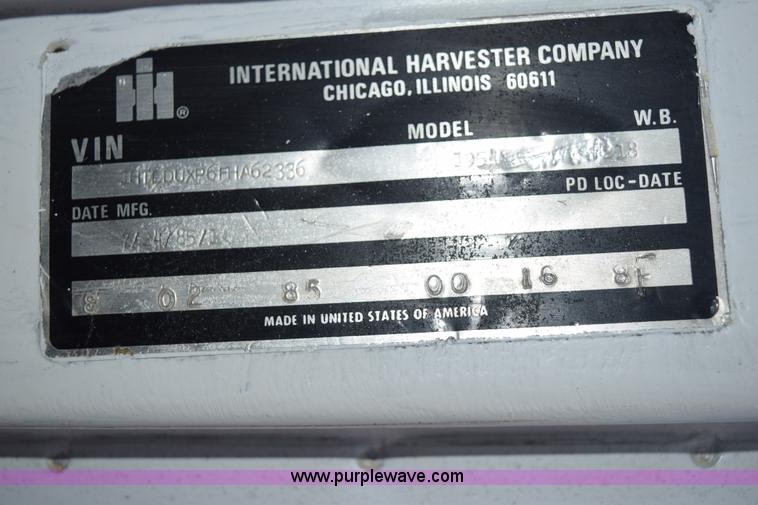 IH®
INTERNATIONAL HARVESTER COMPANY
CHICAGO, ILLINOIS 60611
VIN MODEL W.B.
PD LOC-DATE
DATE MFG.
02 85 00 16
MADE IN UNITED STATES OF AMERICA
www.purplewave.com